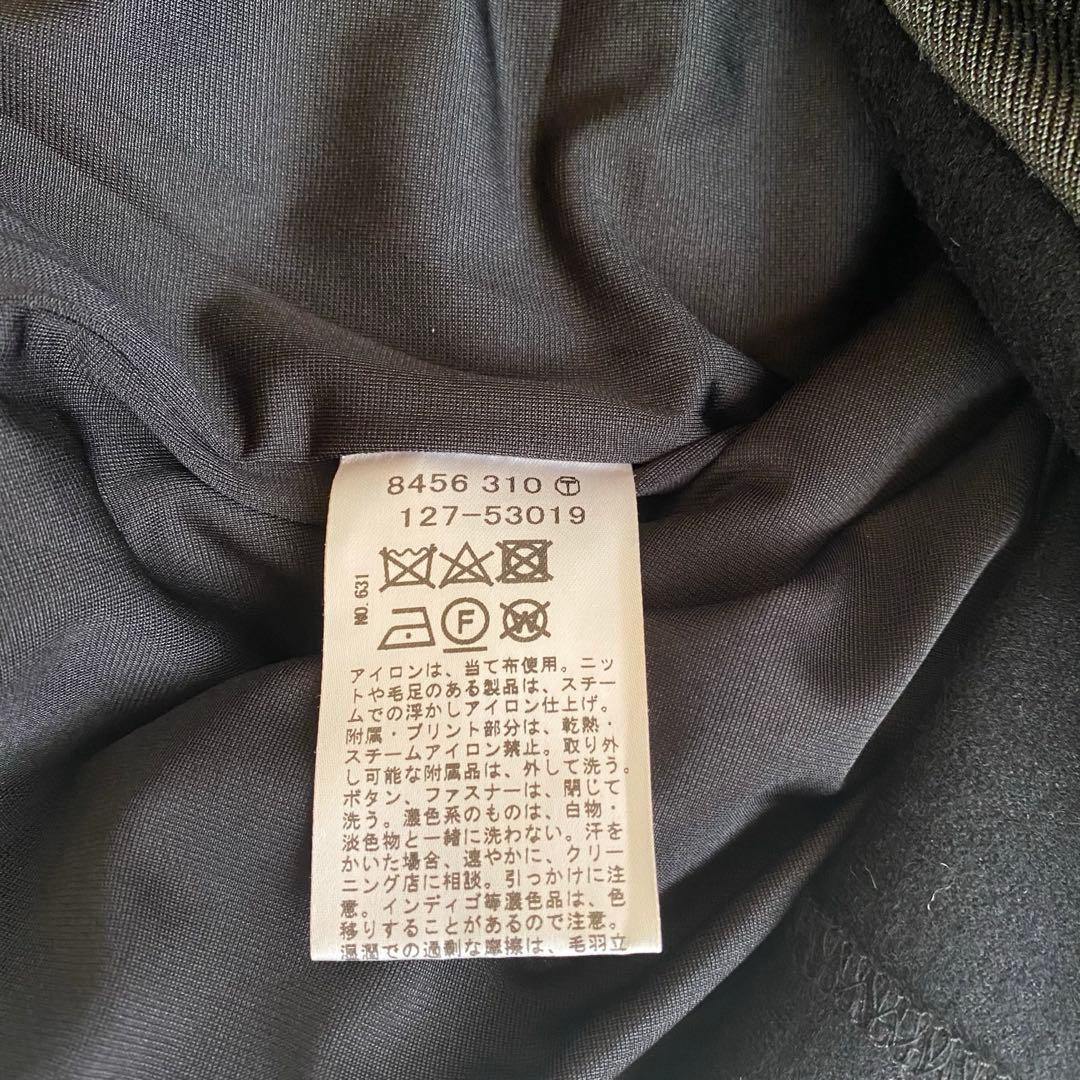 8456 310 Ⓣ
127-53019
NO. 631
F
W
アイロンは、当て布使用。ニッ
トや毛足のある製品は、スチー
ムでの浮かしアイロン仕上げ。
附属・プリント部分は、乾熱・
スチームアイロン禁止。取り外
し可能な附属品は、外して洗う。
ボタン、ファスナーは、閉じて
洗う。濃色系のものは、白物・
淡色物と一緒に洗わない。汗を
かいた場合、速やかに、クリー
ニング店に相談。引っかけに注
意。インディゴ等濃色品は、色
移りすることがあるので注意。
湿潤での過剰な摩擦は、毛羽立